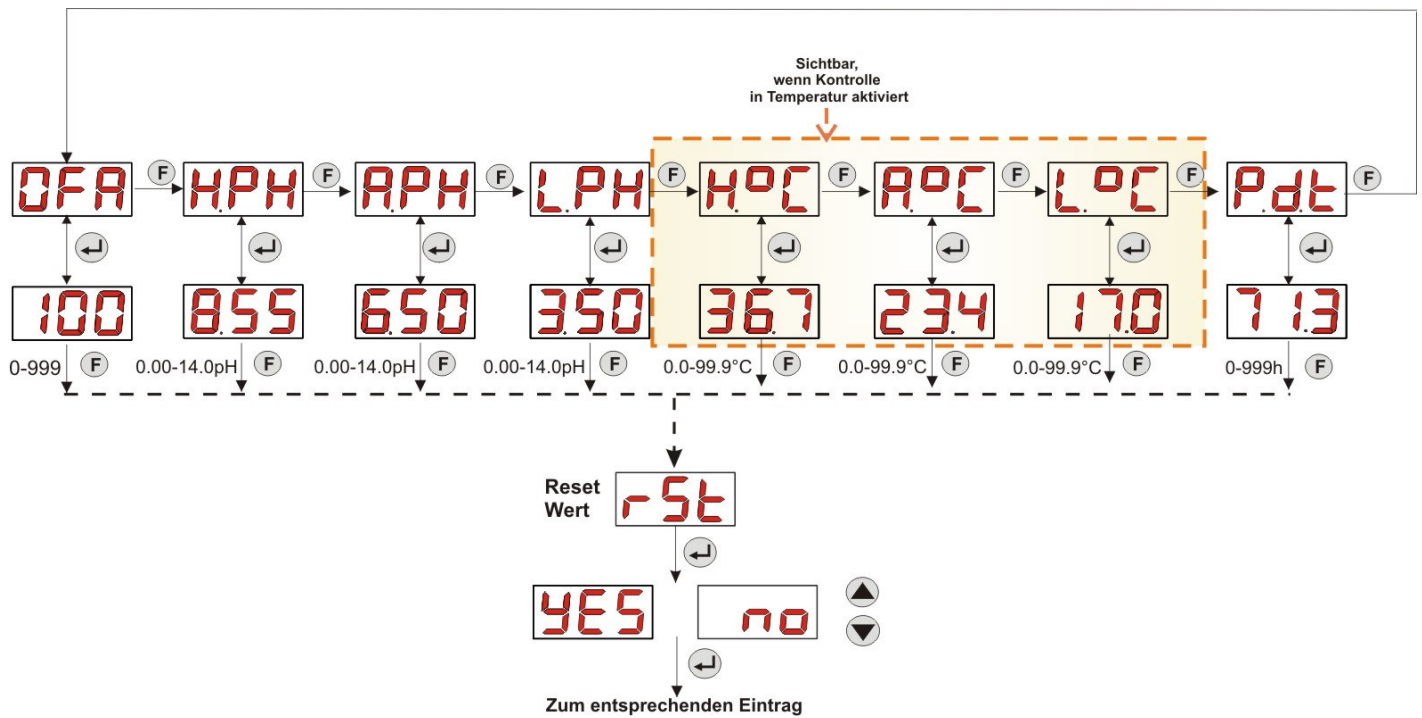 Sichtbar,
wenn Kontrolle
in Temperatur aktiviert
OFA F H.PH F A.PH F L.PH F H.ºC F A.ºC F L.ºC F P.d.t F
100 8.55 6.50 3.50 36.7 23.4 17.0 71.3
0-999 F 0.00-14.0pH F 0.00-14.0pH F 0.00-14.0pH F 0.0-99.9°C F 0.0-99.9°C F 0.0-99.9°C F 0-999h F
Reset
Wert
rSt
YES no
Zum entsprechenden Eintrag